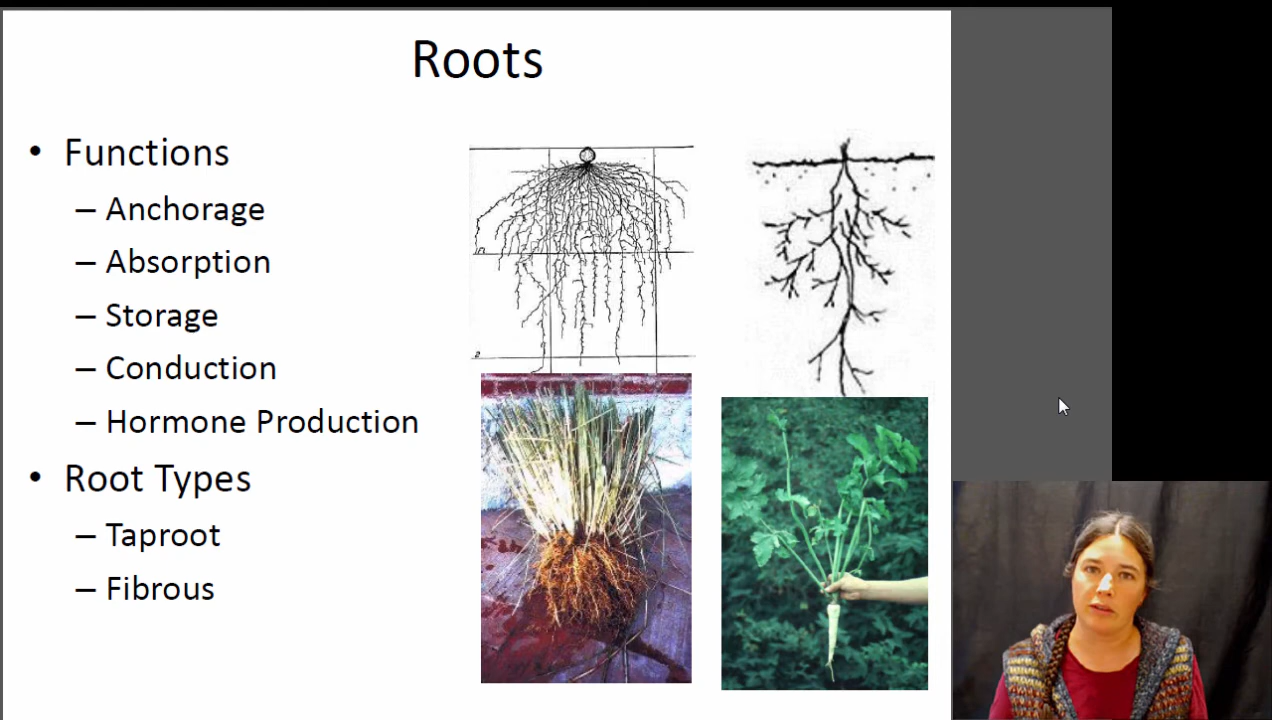 Roots
• Functions
– Anchorage
– Absorption
– Storage
– Conduction
– Hormone Production
• Root Types
– Taproot
– Fibrous